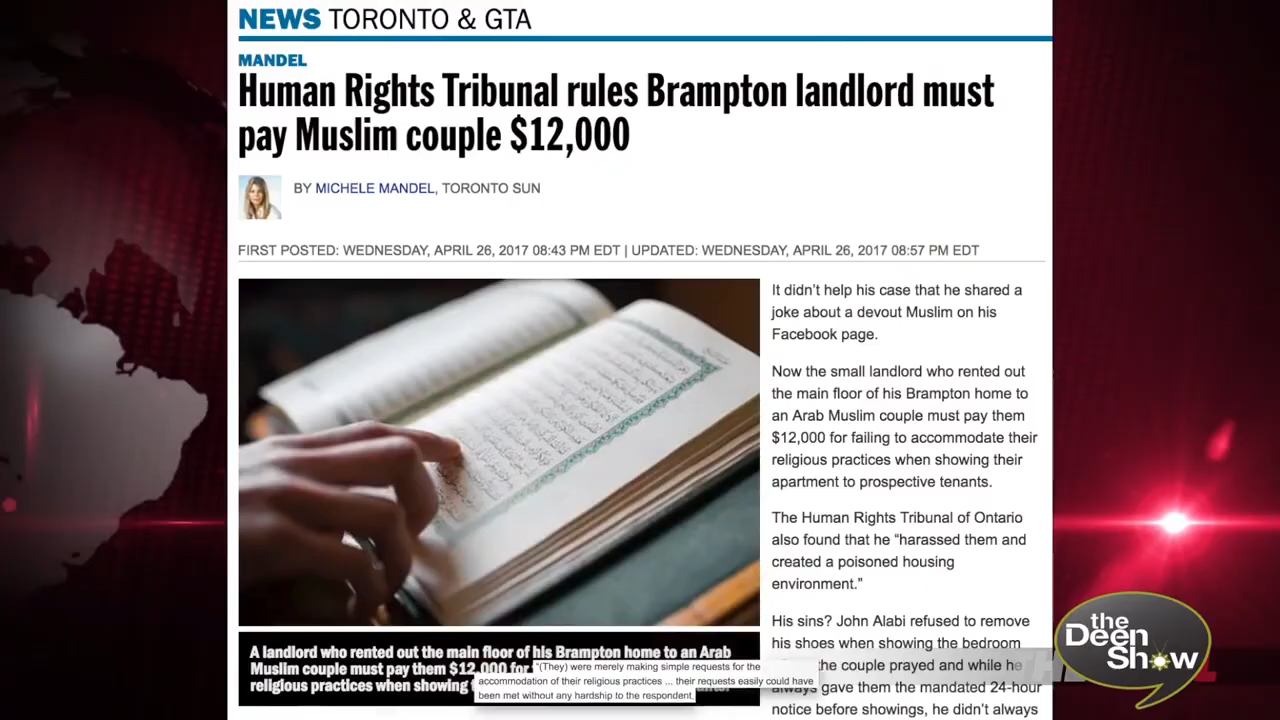 NEWS TORONTO & GTA
MANDEL
Human Rights Tribunal rules Brampton landlord must
pay Muslim couple $12,000
BY MICHELE MANDEL, TORONTO SUN
FIRST POSTED: WEDNESDAY, APRIL 26, 2017 08:43 PM EDT | UPDATED: WEDNESDAY, APRIL 26, 2017 08:57 PM EDT
It didn’t help his case that he shared a
joke about a devout Muslim on his
Facebook page.
Now the small landlord who rented out
the main floor of his Brampton home to
an Arab Muslim couple must pay them
$12,000 for failing to accommodate their
religious practices when showing their
apartment to prospective tenants.
The Human Rights Tribunal of Ontario
also found that he “harassed them and
created a poisoned housing
environment.”
His sins? John Alabi refused to remove
his shoes when showing the bedroom
the couple prayed and while he
always gave them the mandated 24-hour
notice before showings, he didn’t always
A landlord who rented out the main floor of his Brampton home to an Arab
Muslim couple must pay them $12,000 for
religious practices when showing
"(They) were merely making simple requests for the
accommodation of their religious practices ... their requests easily could have
been met without any hardship to the respondent.
the
Deen
Show